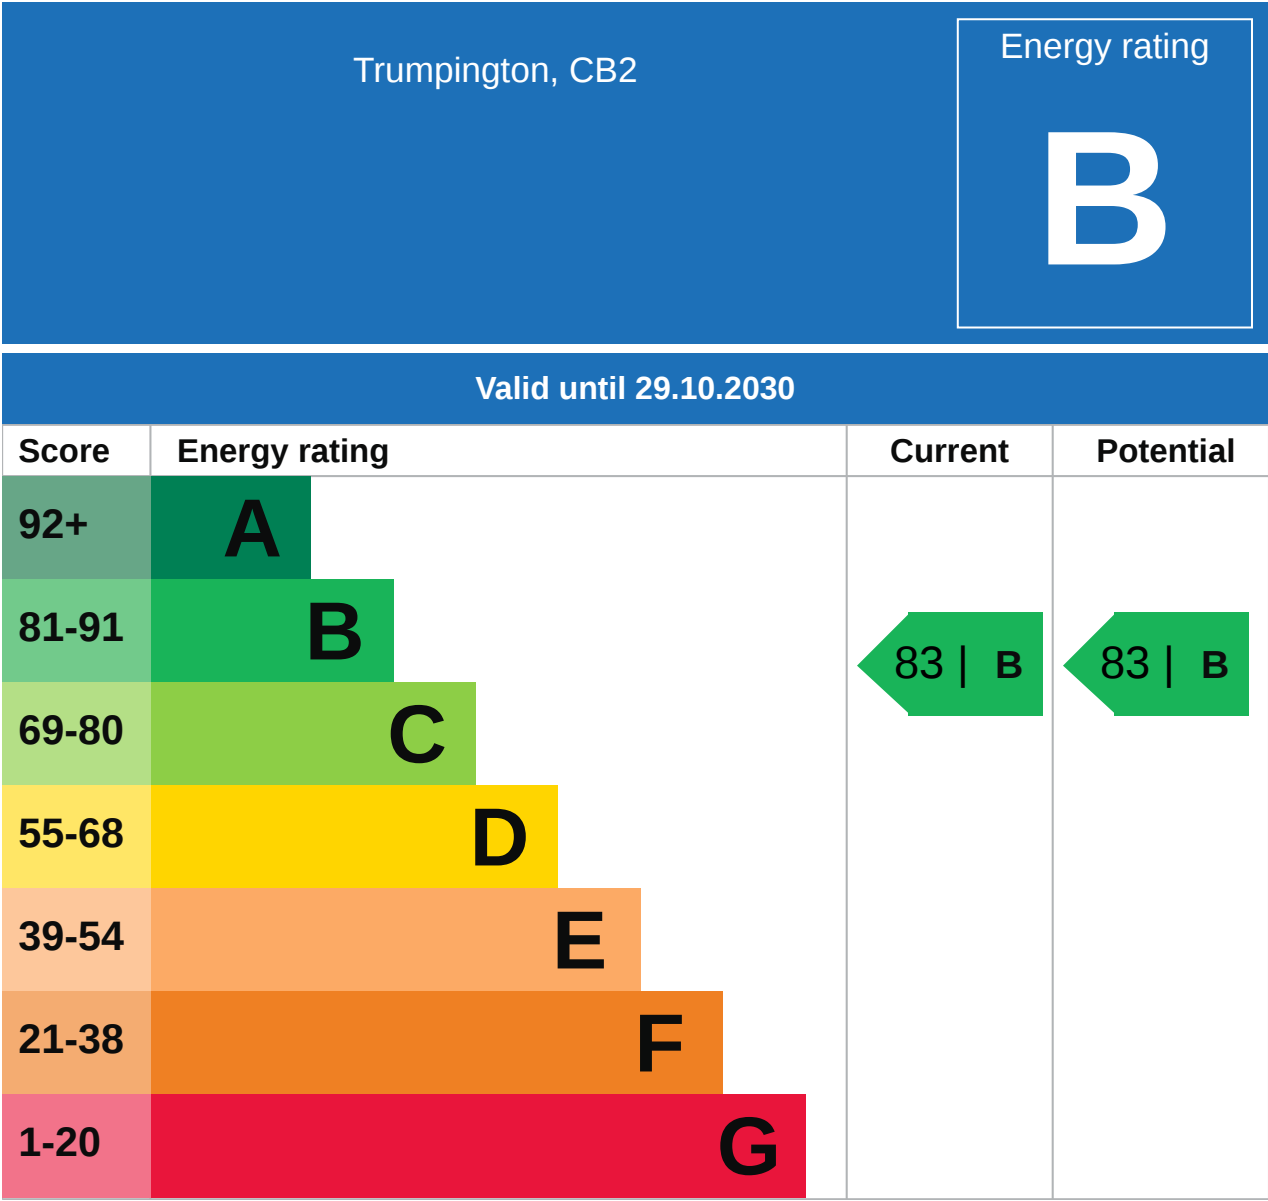 Trumpington, CB2
Energy rating
B
Valid until 29.10.2030
Score Energy rating Current Potential
92+ A
81-91 B
83 | B 83 | B
69-80 C
55-68 D
39-54 E
21-38 F
1-20 G